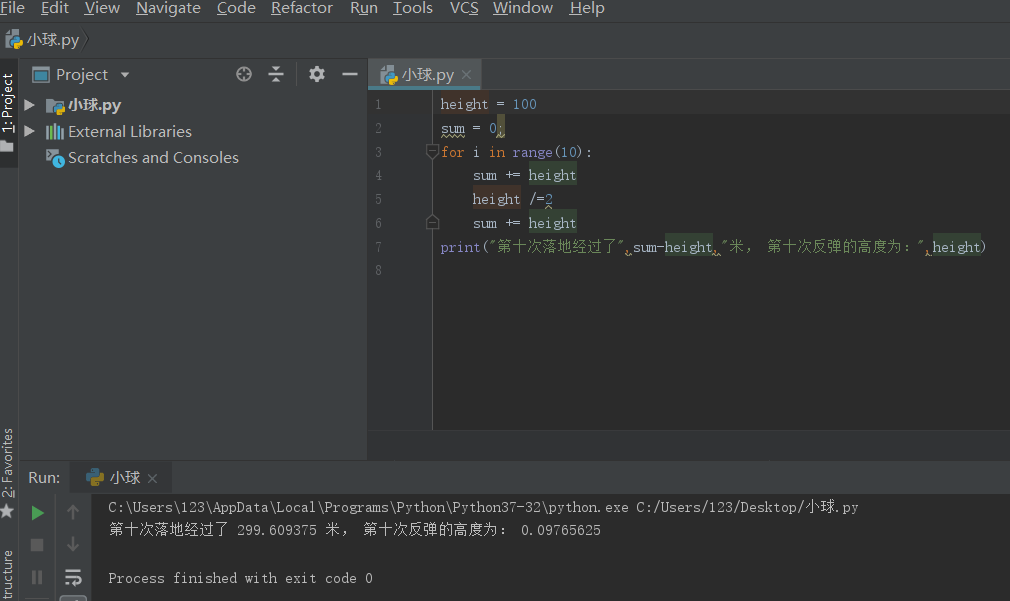 File Edit View Navigate Code Refactor Run Tools VCS Window Help
小球.py
1: Project
Project
小球.py
External Libraries
Scratches and Consoles
小球.py
1 height = 100
2 sum = 0;
3 for i in range(10):
4 sum += height
5 height /=2
6 sum += height
7 print("第十次落地经过了",sum-height,"米， 第十次反弹的高度为：",height)
8
2: Favorites
tructure
Run: 小球
C:\Users\123\AppData\Local\Programs\Python\Python37-32\python.exe C:/Users/123/Desktop/小球.py
第十次落地经过了 299.609375 米， 第十次反弹的高度为： 0.09765625
Process finished with exit code 0